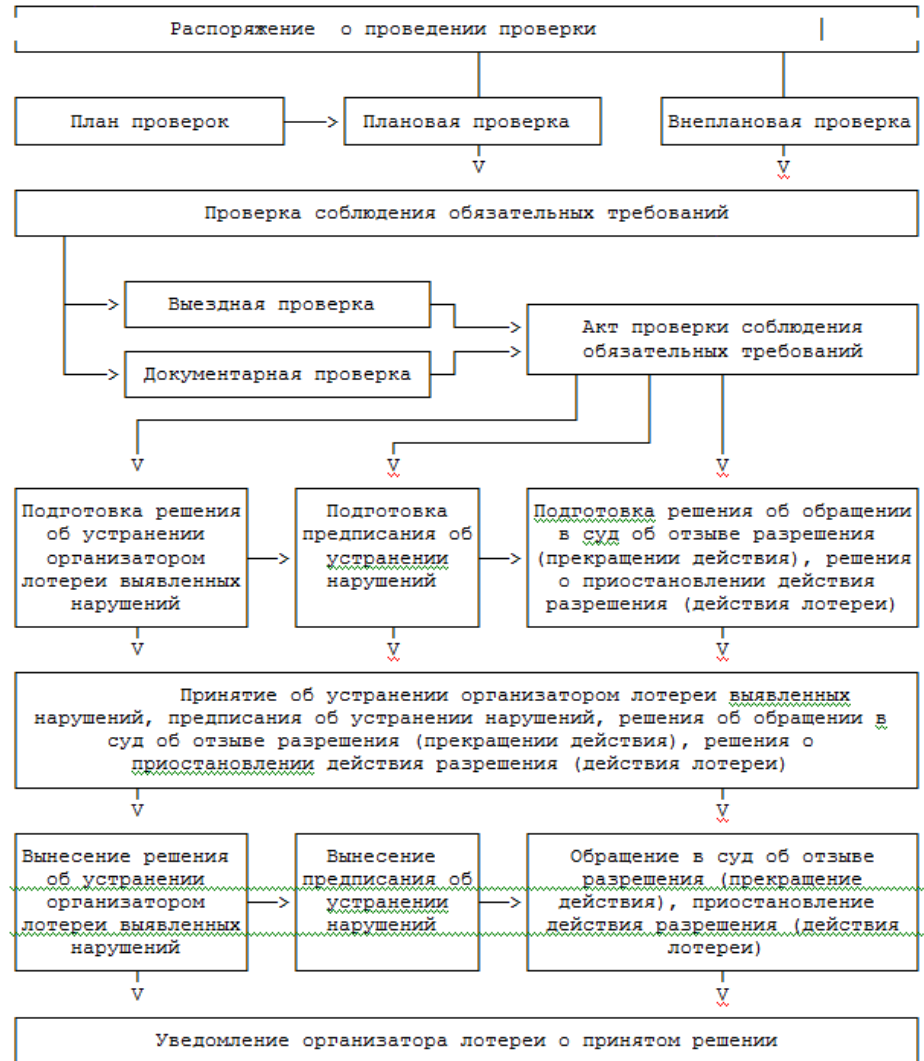 Распоряжение о проведении проверки
План проверок
Плановая проверка
Внеплановая проверка
V
V
Проверка соблюдения обязательных требований
Выездная проверка
Акт проверки соблюдения
обязательных требований
Документарная проверка
V
V
V
Подготовка решения
об устранении
организатором
лотереи выявленных
нарушений
Подготовка
предписания об
устранении
нарушений
Подготовка решения об обращении
в суд об отзыве разрешения
(прекращении действия), решения
о приостановлении действия
разрешения (действия лотереи)
V
V
V
Принятие об устранении организатором лотереи выявленных
нарушений, предписания об устранении нарушений, решения об обращении в
суд об отзыве разрешения (прекращении действия), решения о
приостановлении действия разрешения (действия лотереи)
V
V
Вынесение решения
об устранении
организатором
лотереи выявленных
нарушений
Вынесение
предписания об
устранении
нарушений
Обращение в суд об отзыве
разрешения (прекращение
действия), приостановление
действия разрешения (действия
лотереи)
V
V
Уведомление организатора лотереи о принятом решении